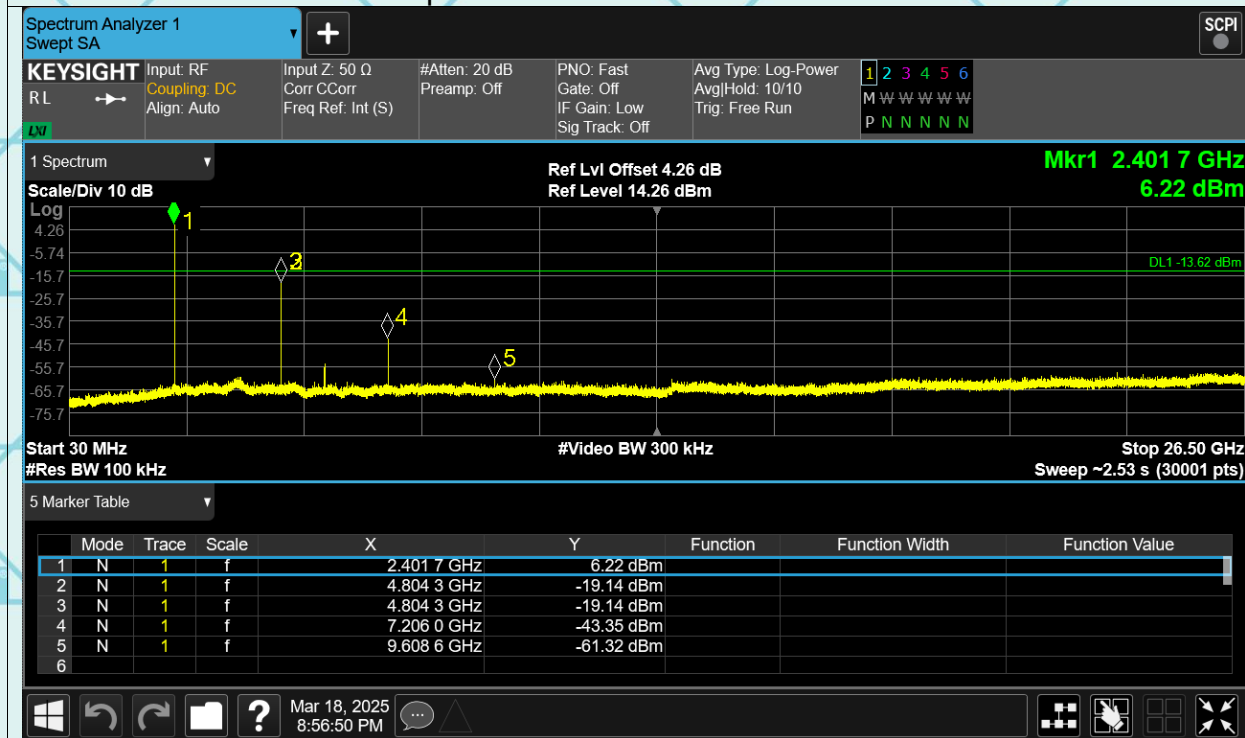 Spectrum Analyzer 1
Swept SA
+
SCPI
KEYSIGHT
RL
LXI
Input: RF
Coupling: DC
Align: Auto
Input Z: 50 Ω
Corr CCorr
Freq Ref: Int (S)
#Atten: 20 dB
Preamp: Off
PNO: Fast
Gate: Off
IF Gain: Low
Sig Track: Off
Avg Type: Log-Power
Avg|Hold: 10/10
Trig: Free Run
1 2 3 4 5 6
M W W W W W
P N N N N N
1 Spectrum
Scale/Div 10 dB
Ref Lvl Offset 4.26 dB
Ref Level 14.26 dBm
Mkr1 2.401 7 GHz
6.22 dBm
Log
4.26
-5.74
-15.7
-25.7
-35.7
-45.7
-55.7
-65.7
-75.7
1
3
4
5
DL1 -13.62 dBm
Start 30 MHz
#Res BW 100 kHz
#Video BW 300 kHz
Stop 26.50 GHz
Sweep ~2.53 s (30001 pts)
5 Marker Table
Mode Trace Scale X Y Function Function Width Function Value
1 N 1 f 2.401 7 GHz 6.22 dBm
2 N 1 f 4.804 3 GHz -19.14 dBm
3 N 1 f 4.804 3 GHz -19.14 dBm
4 N 1 f 7.206 0 GHz -43.35 dBm
5 N 1 f 9.608 6 GHz -61.32 dBm
6
?
Mar 18, 2025
8:56:50 PM